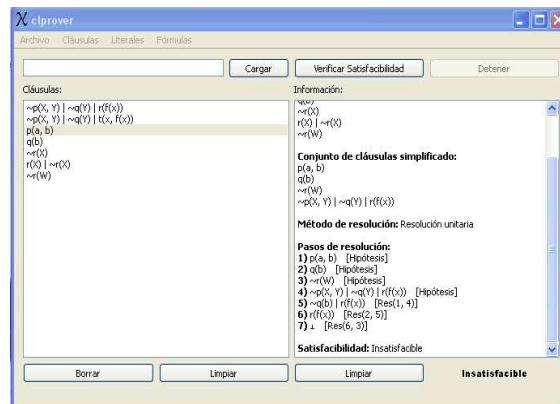 clprover
Archivo Cláusulas Literales Fórmulas
Cargar Verificar Satisfacibilidad Detener
Cláusulas:
~p(X, Y) | ~q(Y) | r(f(x))
~p(X, Y) | ~q(Y) | t(x, f(x))
p(a, b)
q(b)
~r(X)
r(X) | ~r(X)
~r(W)
Información:
q(b)
~r(X)
r(X) | ~r(X)
~r(W)
Conjunto de cláusulas simplificado:
p(a, b)
q(b)
~r(W)
~p(X, Y) | ~q(Y) | r(f(x))
Método de resolución: Resolución unitaria
Pasos de resolución:
1) p(a, b) [Hipótesis]
2) q(b) [Hipótesis]
3) ~r(W) [Hipótesis]
4) ~p(X, Y) | ~q(Y) | r(f(x)) [Hipótesis]
5) ~q(b) | r(f(x)) [Res(1, 4)]
6) r(f(x)) [Res(2, 5)]
7) ⊥ [Res(6, 3)]
Satisfacibilidad: Insatisfacible
Borrar Limpiar Limpiar Insatisfacible